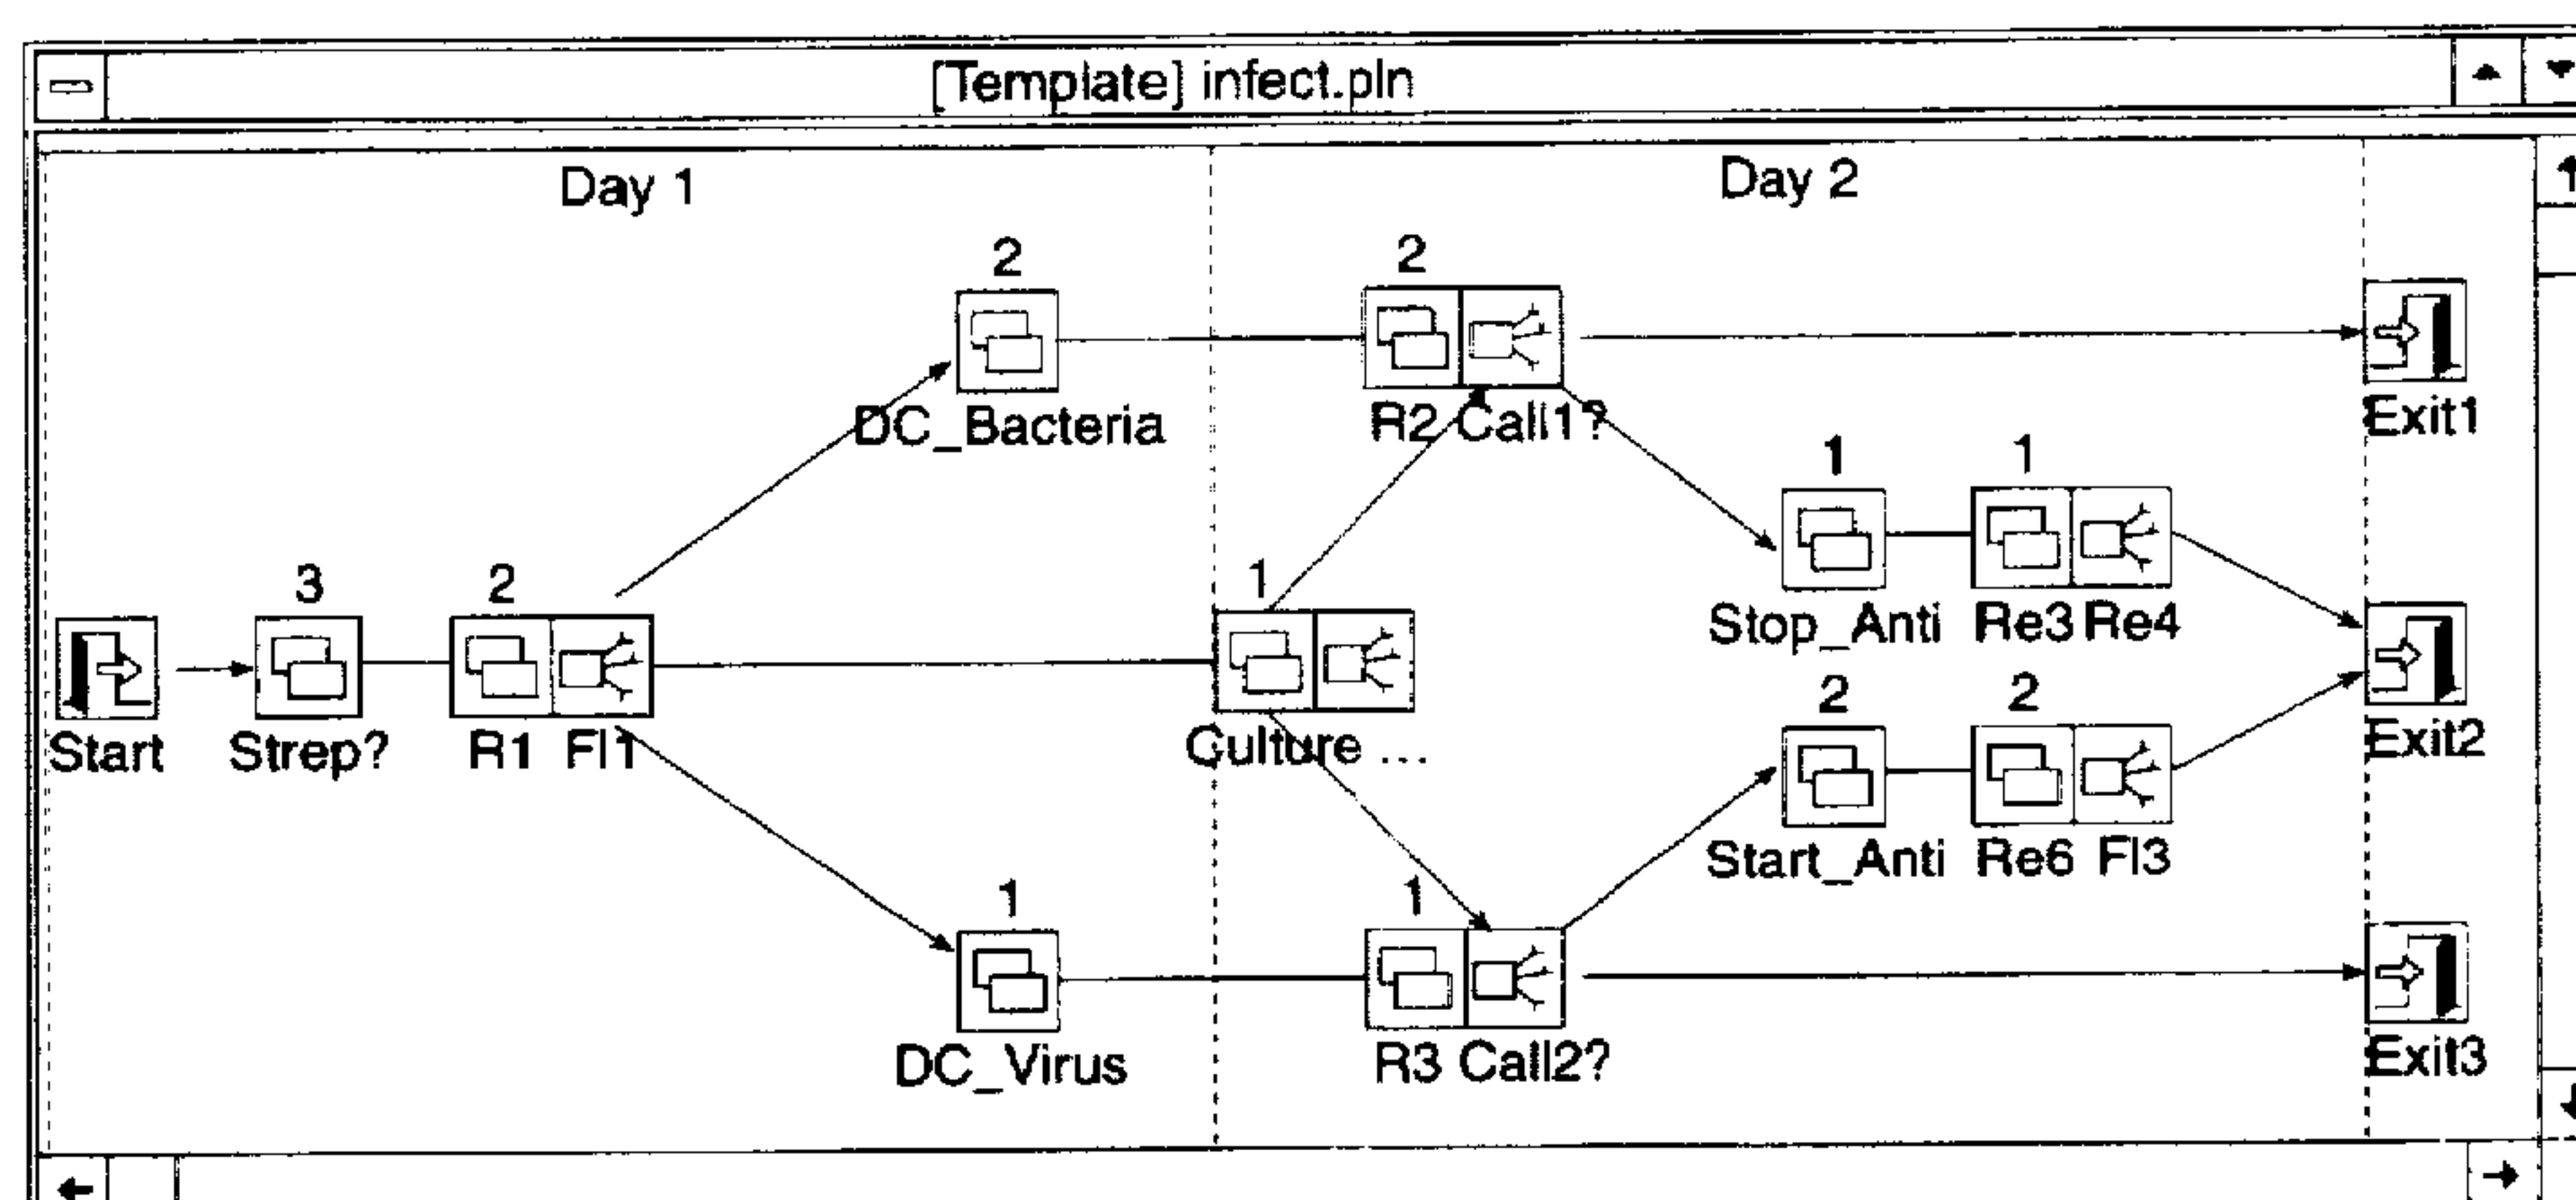 [Template] infect.pln
Day 1 Day 2
2 2
DC_Bacteria R2 Call1? Exit1
1 1
3 2 1 Stop_Anti Re3 Re4
2 2
Start Strep? R1 Fl1 Culture ... Exit2
1 1 Start_Anti Re6 Fl3
DC_Virus R3 Call2? Exit3